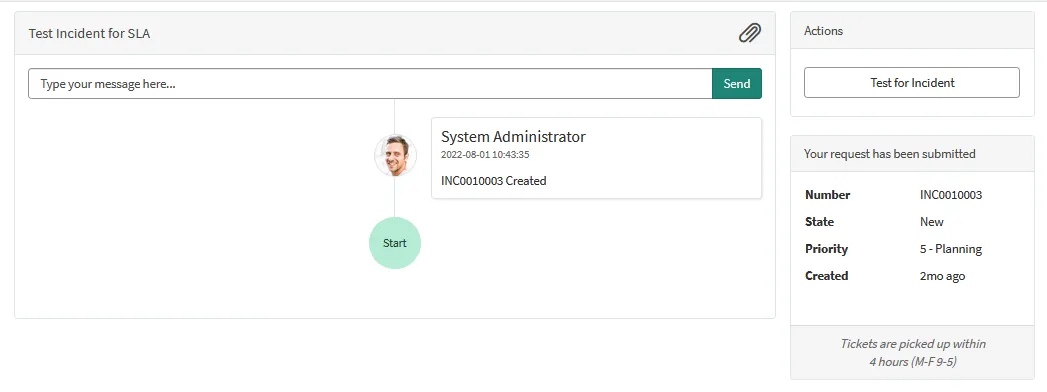 Test Incident for SLA
Type your message here...
Send
System Administrator
2022-08-01 10:43:35
INC0010003 Created
Start
Actions
Test for Incident
Your request has been submitted
Number INC0010003
State New
Priority 5 - Planning
Created 2mo ago
Tickets are picked up within
4 hours (M-F 9-5)